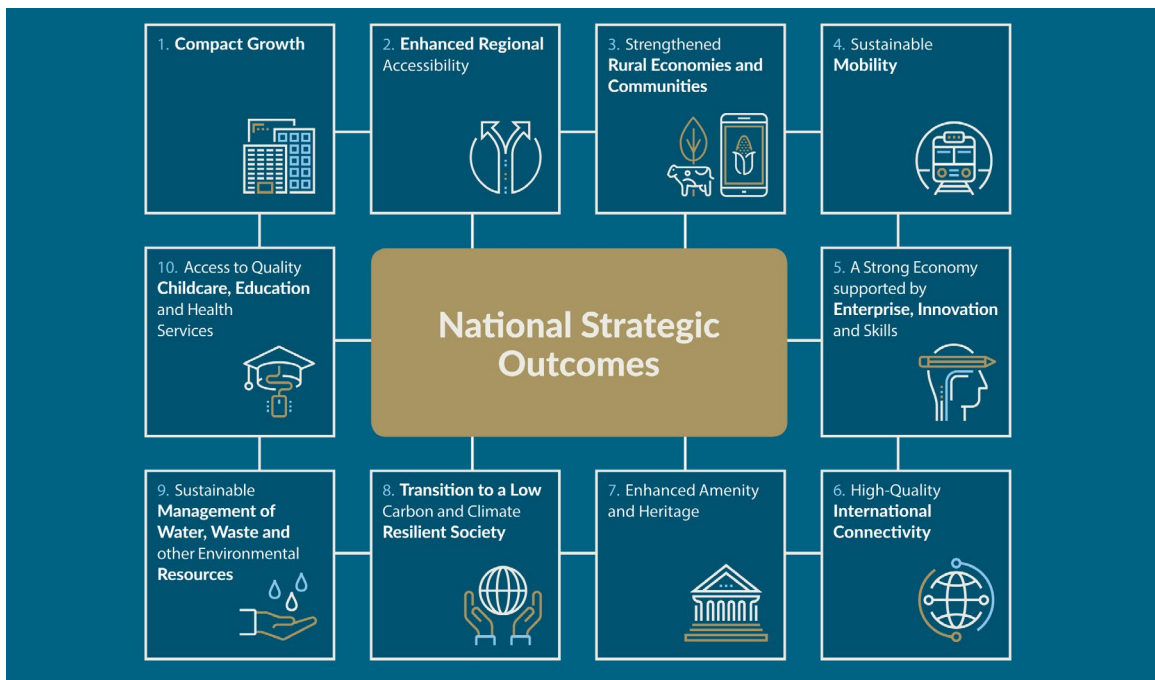 1. Compact Growth
2. Enhanced Regional
Accessibility
3. Strengthened
Rural Economies and
Communities
4. Sustainable
Mobility
10. Access to Quality
Childcare, Education
and Health
Services
National Strategic
Outcomes
5. A Strong Economy
supported by
Enterprise, Innovation
and Skills
9. Sustainable
Management of
Water, Waste and
other Environmental
Resources
8. Transition to a Low
Carbon and Climate
Resilient Society
7. Enhanced Amenity
and Heritage
6. High-Quality
International
Connectivity